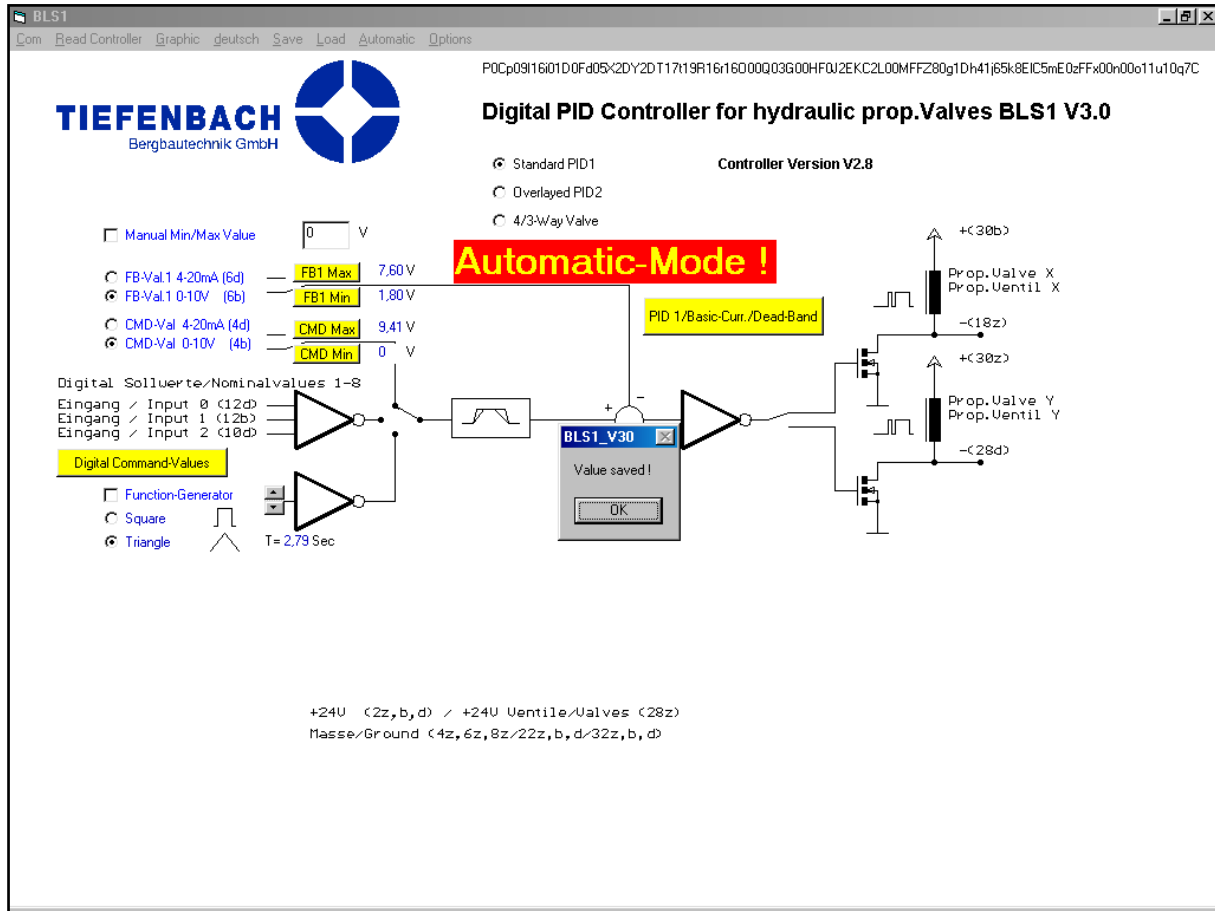 BLS1
Com Read Controller Graphic deutsch Save Load Automatic Options
P0Cp09I16i01D0Fd05X2DY2DT17t19R16r16O00Q03G00HF0J2EKC2L00MFFZ80g1Dh41j65k8EIC5mE0zFFx00n00o11u10q7C
TIEFENBACH
Bergbautechnik GmbH
Digital PID Controller for hydraulic prop.Valves BLS1 V3.0
Standard PID1
Controller Version V2.8
Overlayed PID2
4/3-Way Valve
Manual Min/Max Value 0 V
Automatic-Mode !
+(30b)
FB-Val.1 4-20mA (6d) FB1 Max 7,60 V
FB-Val.1 0-10V (6b) FB1 Min 1,80 V
Prop.Valve X
Prop.Ventil X
PID 1/Basic-Curr./Dead-Band
CMD-Val 4-20mA (4d) CMD Max 9,41 V
CMD-Val 0-10V (4b) CMD Min 0 V
-(18z)
+(30z)
Digital Sollwerte/Nominalvalues 1-8
Eingang / Input 0 (12d)
Eingang / Input 1 (12b)
Eingang / Input 2 (10d)
+ -
Prop.Valve Y
Prop.Ventil Y
-(28d)
Digital Command-Values
BLS1_V30
Value saved !
OK
Function-Generator
Square
Triangle
T= 2,79 Sec
+24V (2z,b,d) / +24V Ventile/Valves (28z)
Masse/Ground (4z,6z,8z/22z,b,d/32z,b,d)